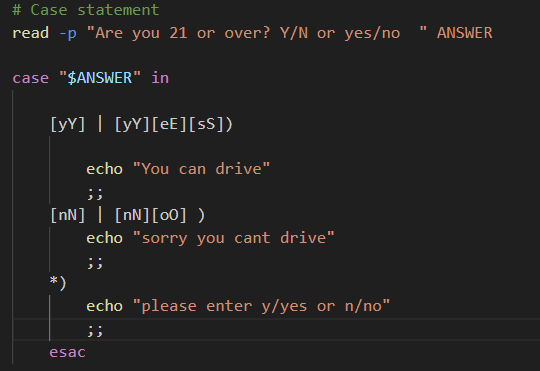 # Case statement
read -p "Are you 21 or over? Y/N or yes/no  " ANSWER
case "$ANSWER" in
[yY] | [yY][eE][sS])
echo "You can drive"
;;
[nN] | [nN][oO] )
echo "sorry you cant drive"
;;
*)
echo "please enter y/yes or n/no"
;;
esac